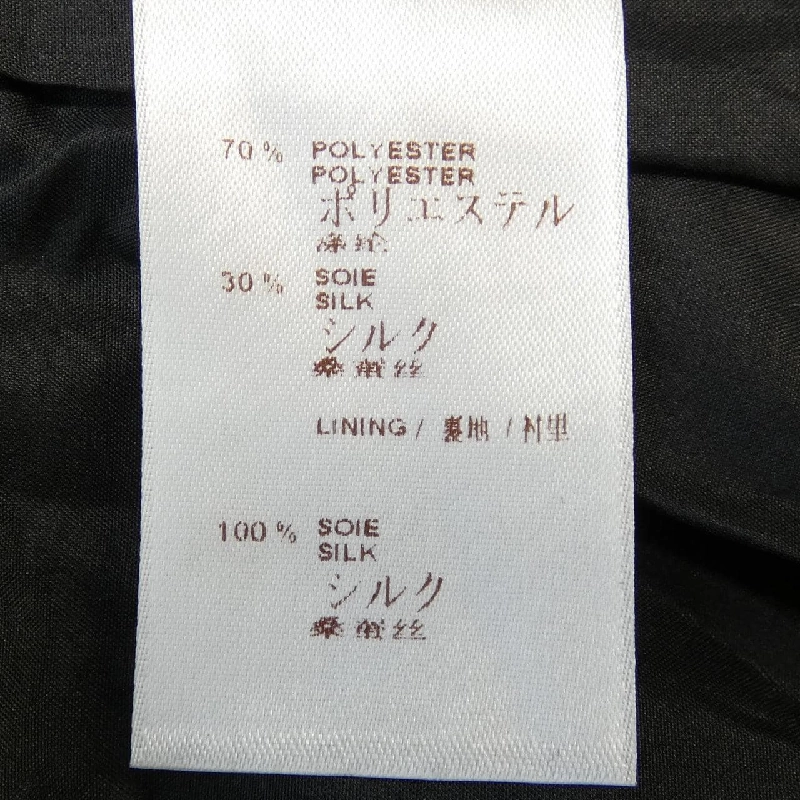 70% POLYESTER
POLYESTER
ポリエステル
涤纶
30% SOIE
SILK
シルク
桑蚕丝
LINING / 裏地 / 衬里
100% SOIE
SILK
シルク
桑蚕丝